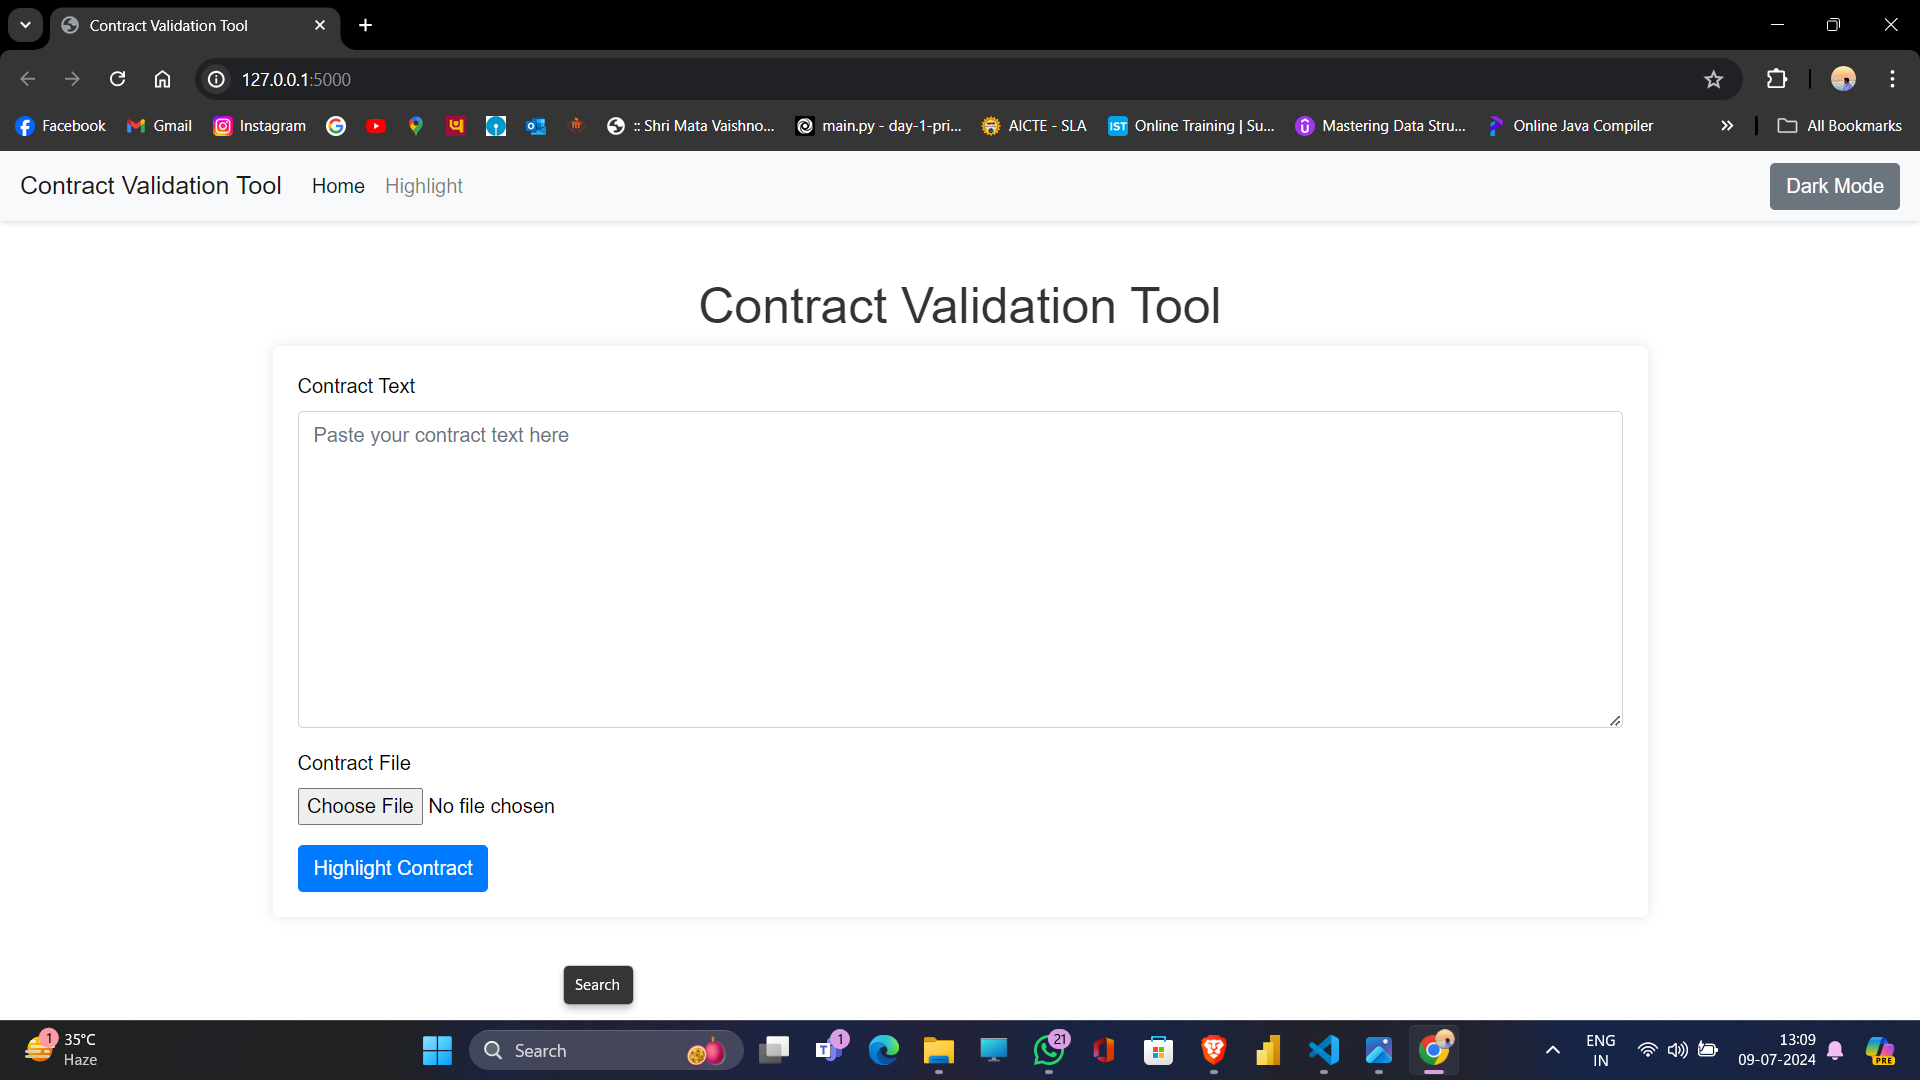 Contract Validation Tool
127.0.0.1:5000
Facebook Gmail Instagram :: Shri Mata Vaishno... main.py - day-1-pri... AICTE - SLA IST Online Training | Su... Mastering Data Stru... Online Java Compiler All Bookmarks
Contract Validation Tool Home Highlight Dark Mode
Contract Validation Tool
Contract Text
Paste your contract text here
Contract File
Choose File No file chosen
Highlight Contract
Search
1 35°C
Haze
Search
1
21
ENG
IN
13:09
09-07-2024
PRE